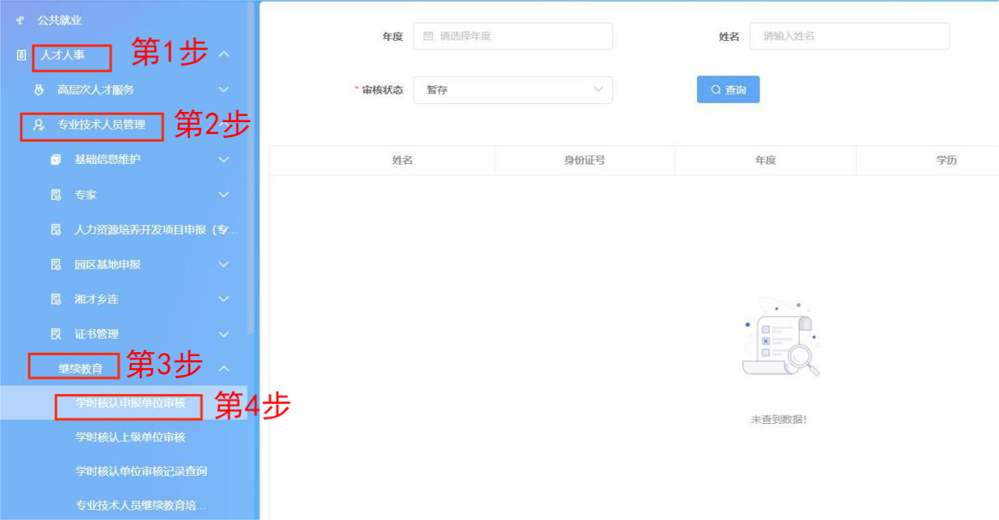 公共就业
人才人事
第1步
高层次人才服务
专业技术人员管理
第2步
基础信息维护
专家
人力资源培养开发项目申报（专...
园区基地申报
湘才乡连
证书管理
继续教育
第3步
学时核认申报单位审核
第4步
学时核认上级单位审核
学时核认单位审核记录查询
专业技术人员继续教育培...
年度 请选择年度 姓名 请输入姓名
* 审核状态 暂存 查询
姓名 身份证号 年度 学历
未查到数据!